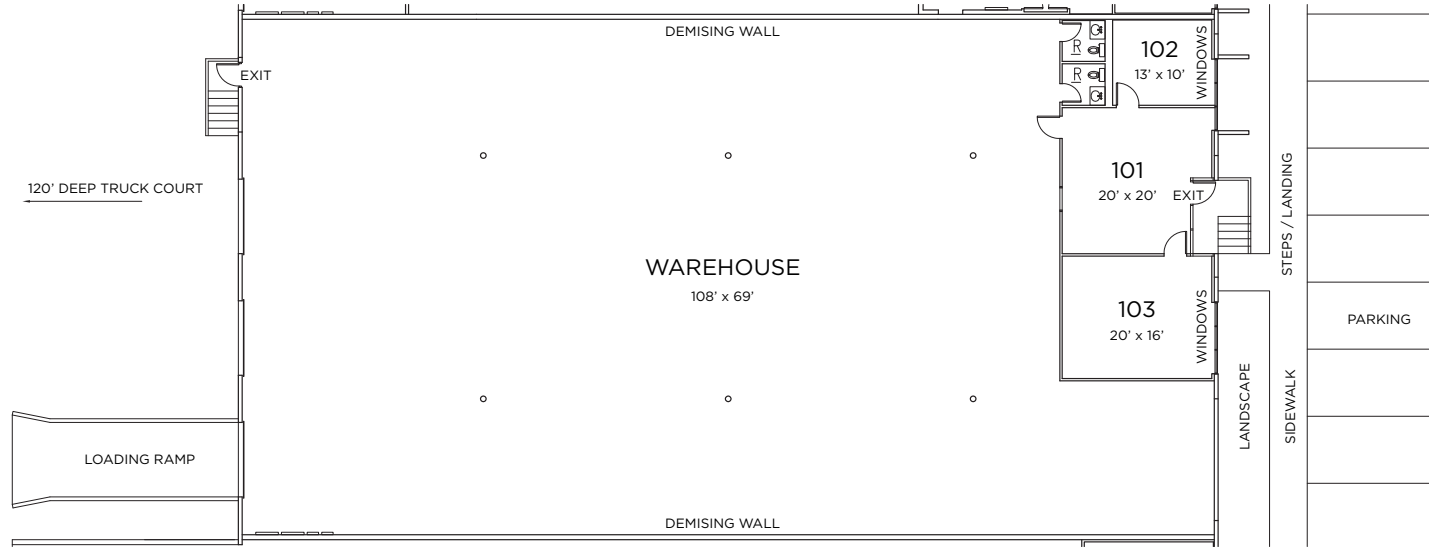 DEMISING WALL
EXIT
R
R
102
13’ x 10’
WINDOWS
101
20’ x 20’
EXIT
120’ DEEP TRUCK COURT
STEPS / LANDING
WAREHOUSE
108’ x 69’
103
20’ x 16’
WINDOWS
PARKING
LANDSCAPE
SIDEWALK
LOADING RAMP
DEMISING WALL